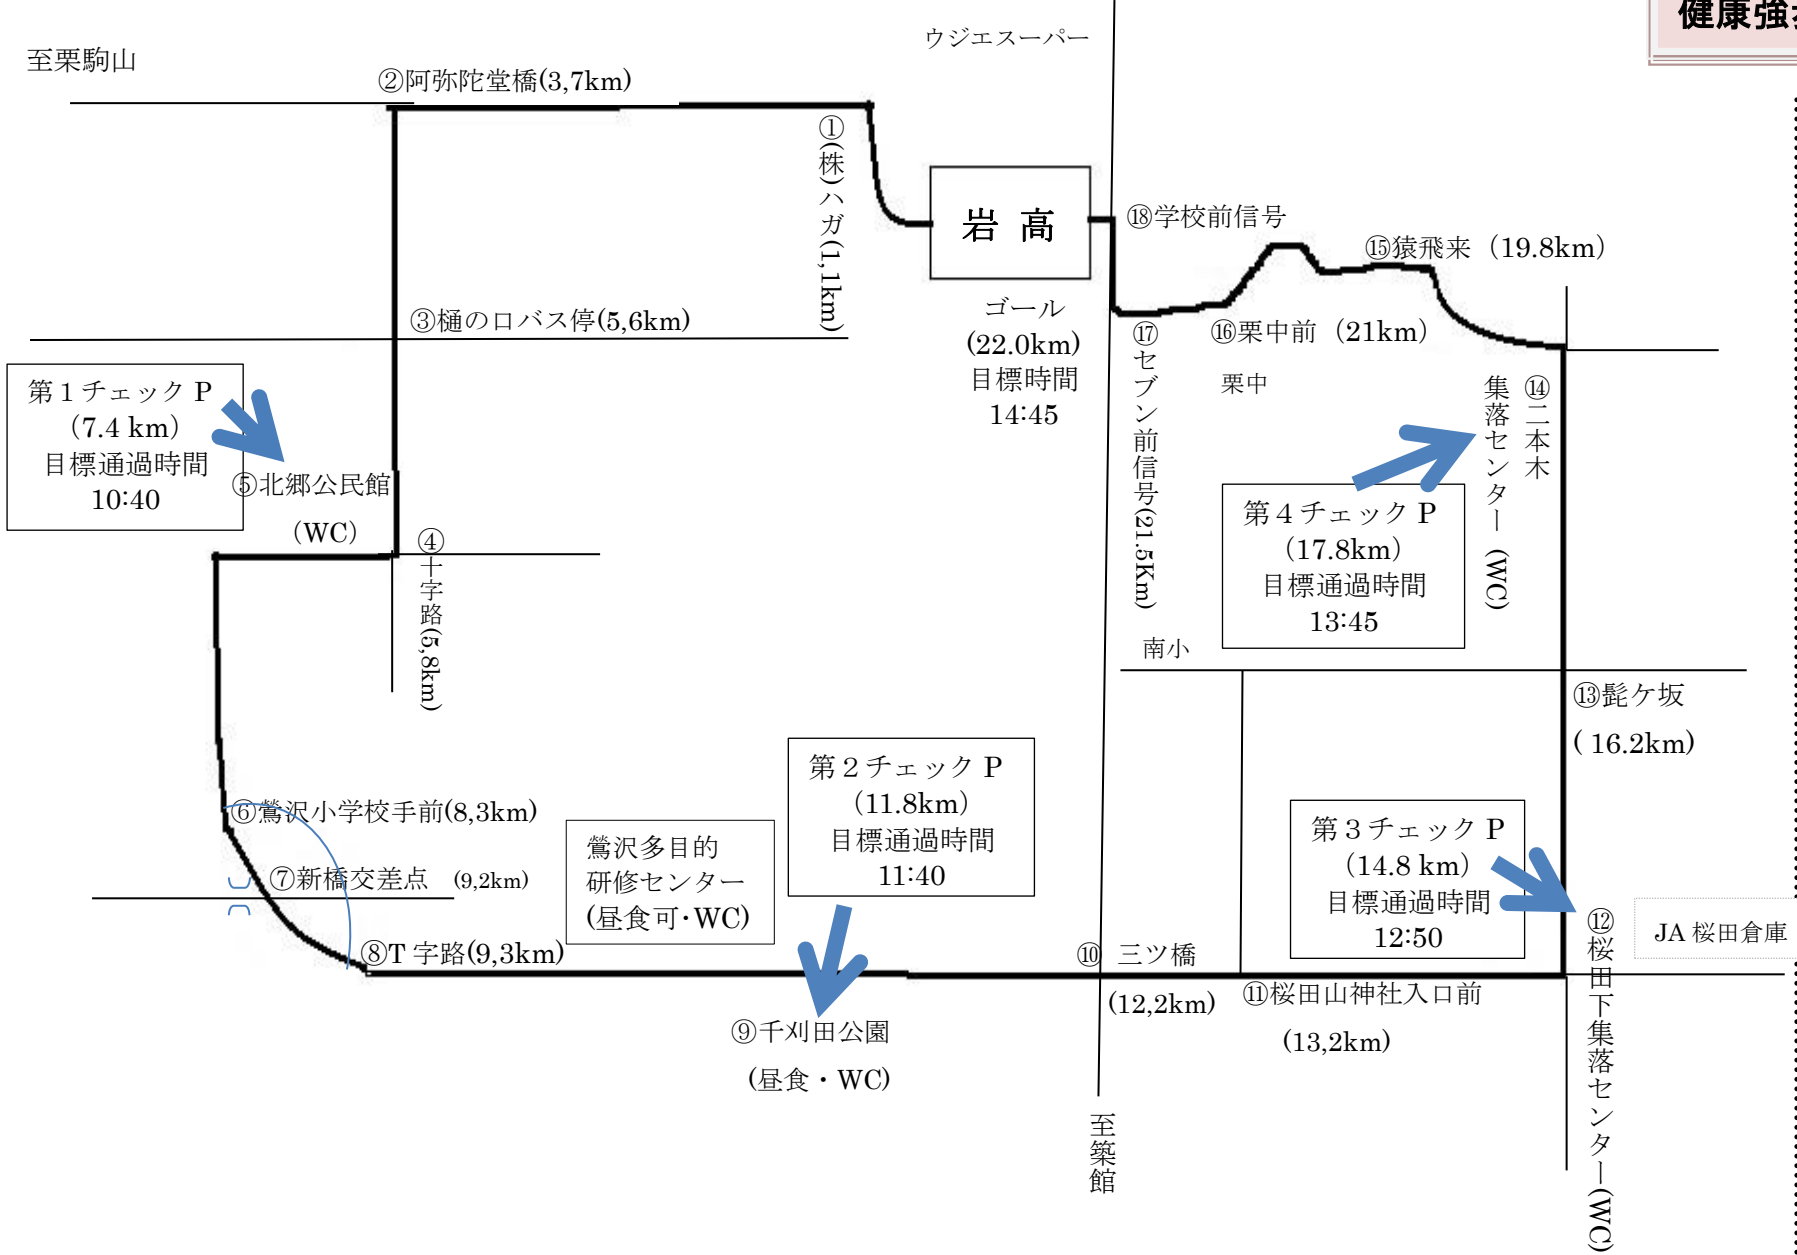 健康強
ウジエスーパー
至栗駒山
②阿弥陀堂橋(3,7km)
①(株)ハガ(1,1km)
岩 高
⑱学校前信号
⑮猿飛来（19.8km）
ゴール
(22.0km)
目標時間
14:45
③樋のロバス停(5,6km)
⑰セブン前信号(21.5Km)
⑯栗中前（21km）
栗中
⑭二本木
集落センター（WC）
第１チェック P
（7.4 km）
目標通過時間
10:40
⑤北郷公民館
（WC）
④十字路(5,8km)
第４チェック P
（17.8km）
目標通過時間
13:45
南小
⑬髭ケ坂
( 16.2km)
⑥鶯沢小学校手前(8,3km)
⑦新橋交差点 (9,2km)
⑧T 字路(9,3km)
鶯沢多目的
研修センター
(昼食可･WC)
第２チェック P
（11.8km）
目標通過時間
11:40
⑨千刈田公園
(昼食・WC)
⑩ 三ツ橋
(12,2km)
⑪桜田山神社入口前
(13,2km)
第３チェック P
（14.8 km）
目標通過時間
12:50
⑫桜田下集落センター(WC)
JA 桜田倉庫
至築館